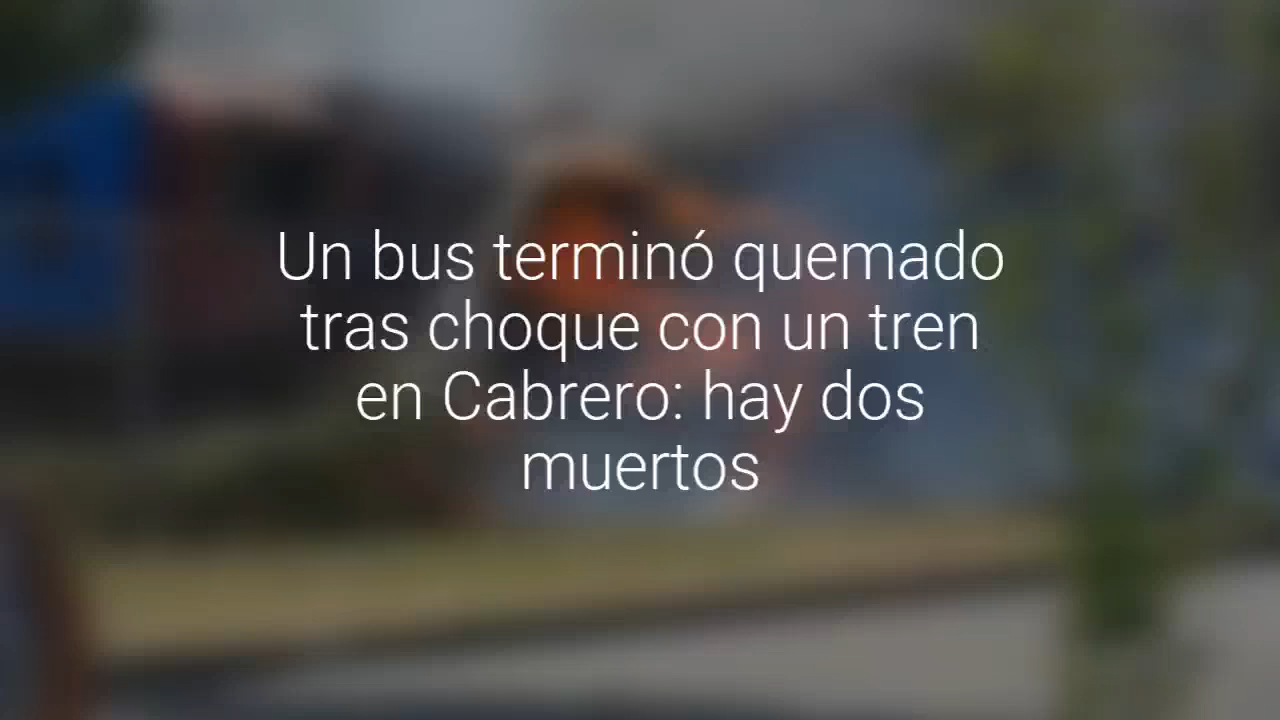 Un bus terminó quemado
tras choque con un tren
en Cabrero: hay dos
muertos